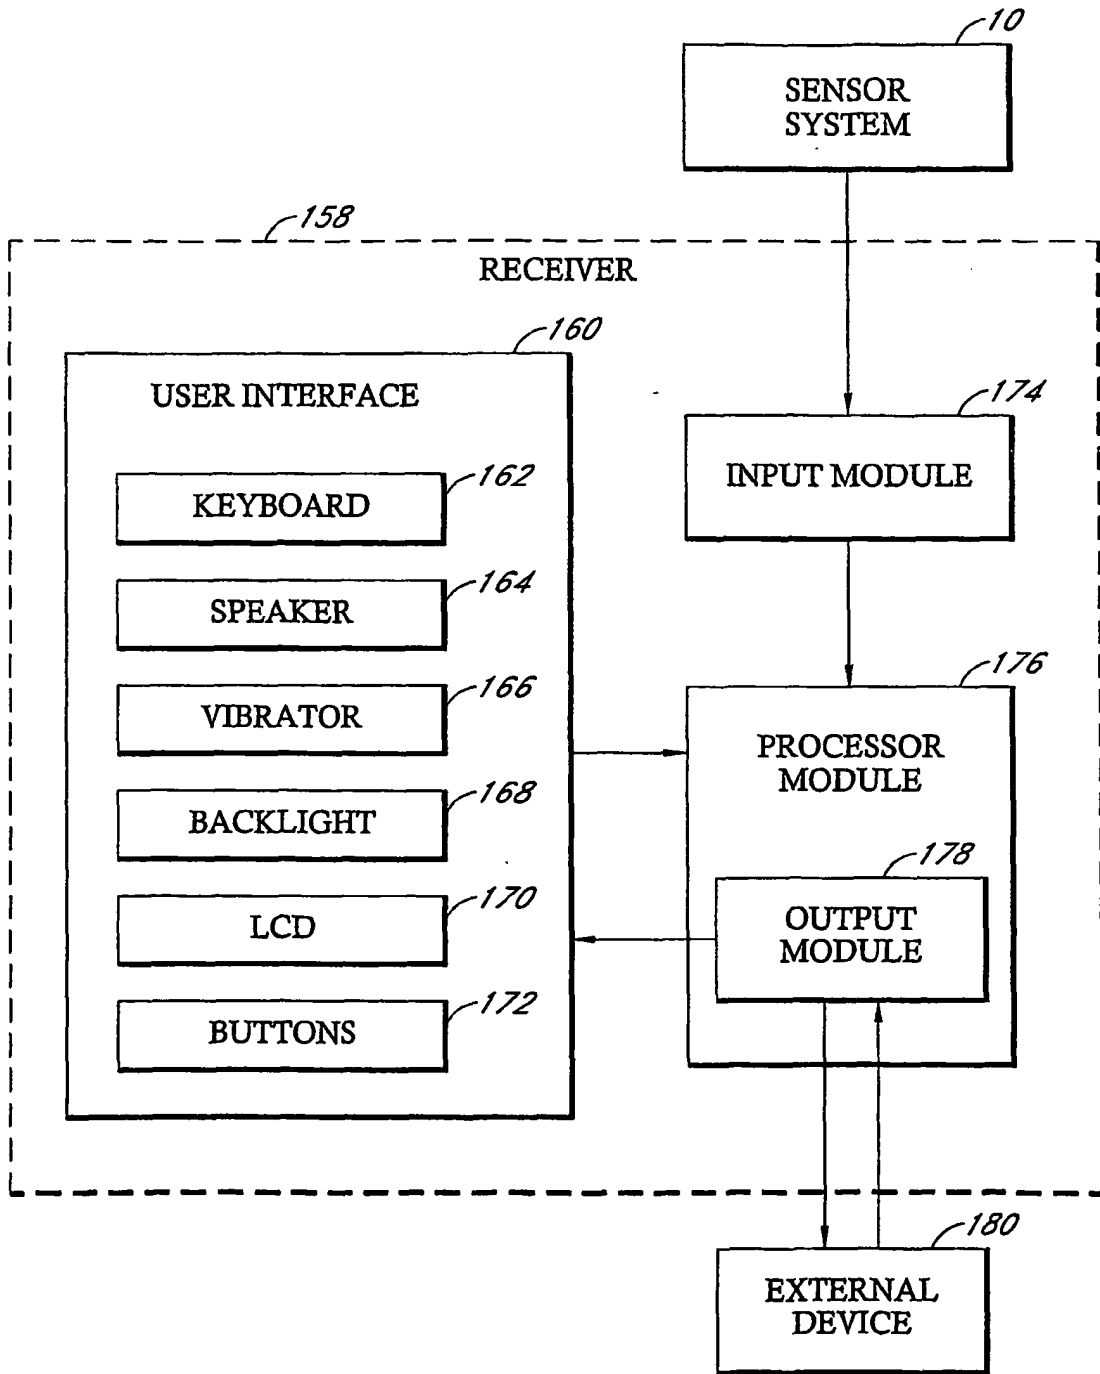 10
SENSOR
SYSTEM
158
RECEIVER
160
USER INTERFACE
174
INPUT MODULE
162
KEYBOARD
164
SPEAKER
166
VIBRATOR
168
BACKLIGHT
170
LCD
172
BUTTONS
176
PROCESSOR
MODULE
178
OUTPUT
MODULE
180
EXTERNAL
DEVICE